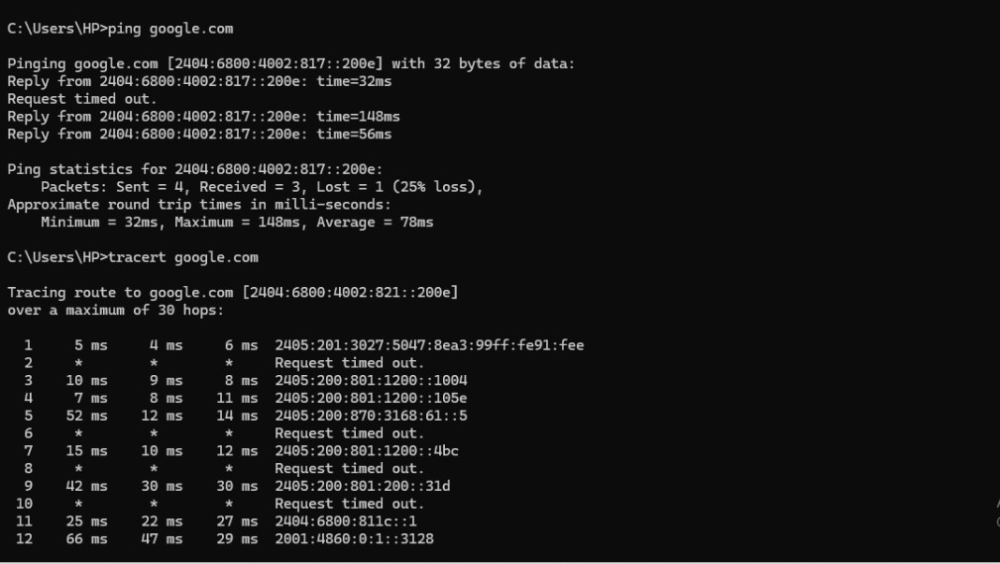 C:\Users\HP>ping google.com
Pinging google.com [2404:6800:4002:817::200e] with 32 bytes of data:
Reply from 2404:6800:4002:817::200e: time=32ms
Request timed out.
Reply from 2404:6800:4002:817::200e: time=148ms
Reply from 2404:6800:4002:817::200e: time=56ms
Ping statistics for 2404:6800:4002:817::200e:
    Packets: Sent = 4, Received = 3, Lost = 1 (25% loss),
Approximate round trip times in milli-seconds:
    Minimum = 32ms, Maximum = 148ms, Average = 78ms
C:\Users\HP>tracert google.com
Tracing route to google.com [2404:6800:4002:821::200e]
over a maximum of 30 hops:
  1     5 ms     4 ms     6 ms  2405:201:3027:5047:8ea3:99ff:fe91:fee
  2     *        *        *     Request timed out.
  3    10 ms     9 ms     8 ms  2405:200:801:1200::1004
  4     7 ms     8 ms    11 ms  2405:200:801:1200::105e
  5    52 ms    12 ms    14 ms  2405:200:870:3168:61::5
  6     *        *        *     Request timed out.
  7    15 ms    10 ms    12 ms  2405:200:801:1200::4bc
  8     *        *        *     Request timed out.
  9    42 ms    30 ms    30 ms  2405:200:801:200::31d
 10     *        *        *     Request timed out.
 11    25 ms    22 ms    27 ms  2404:6800:811c::1
 12    66 ms    47 ms    29 ms  2001:4860:0:1::3128